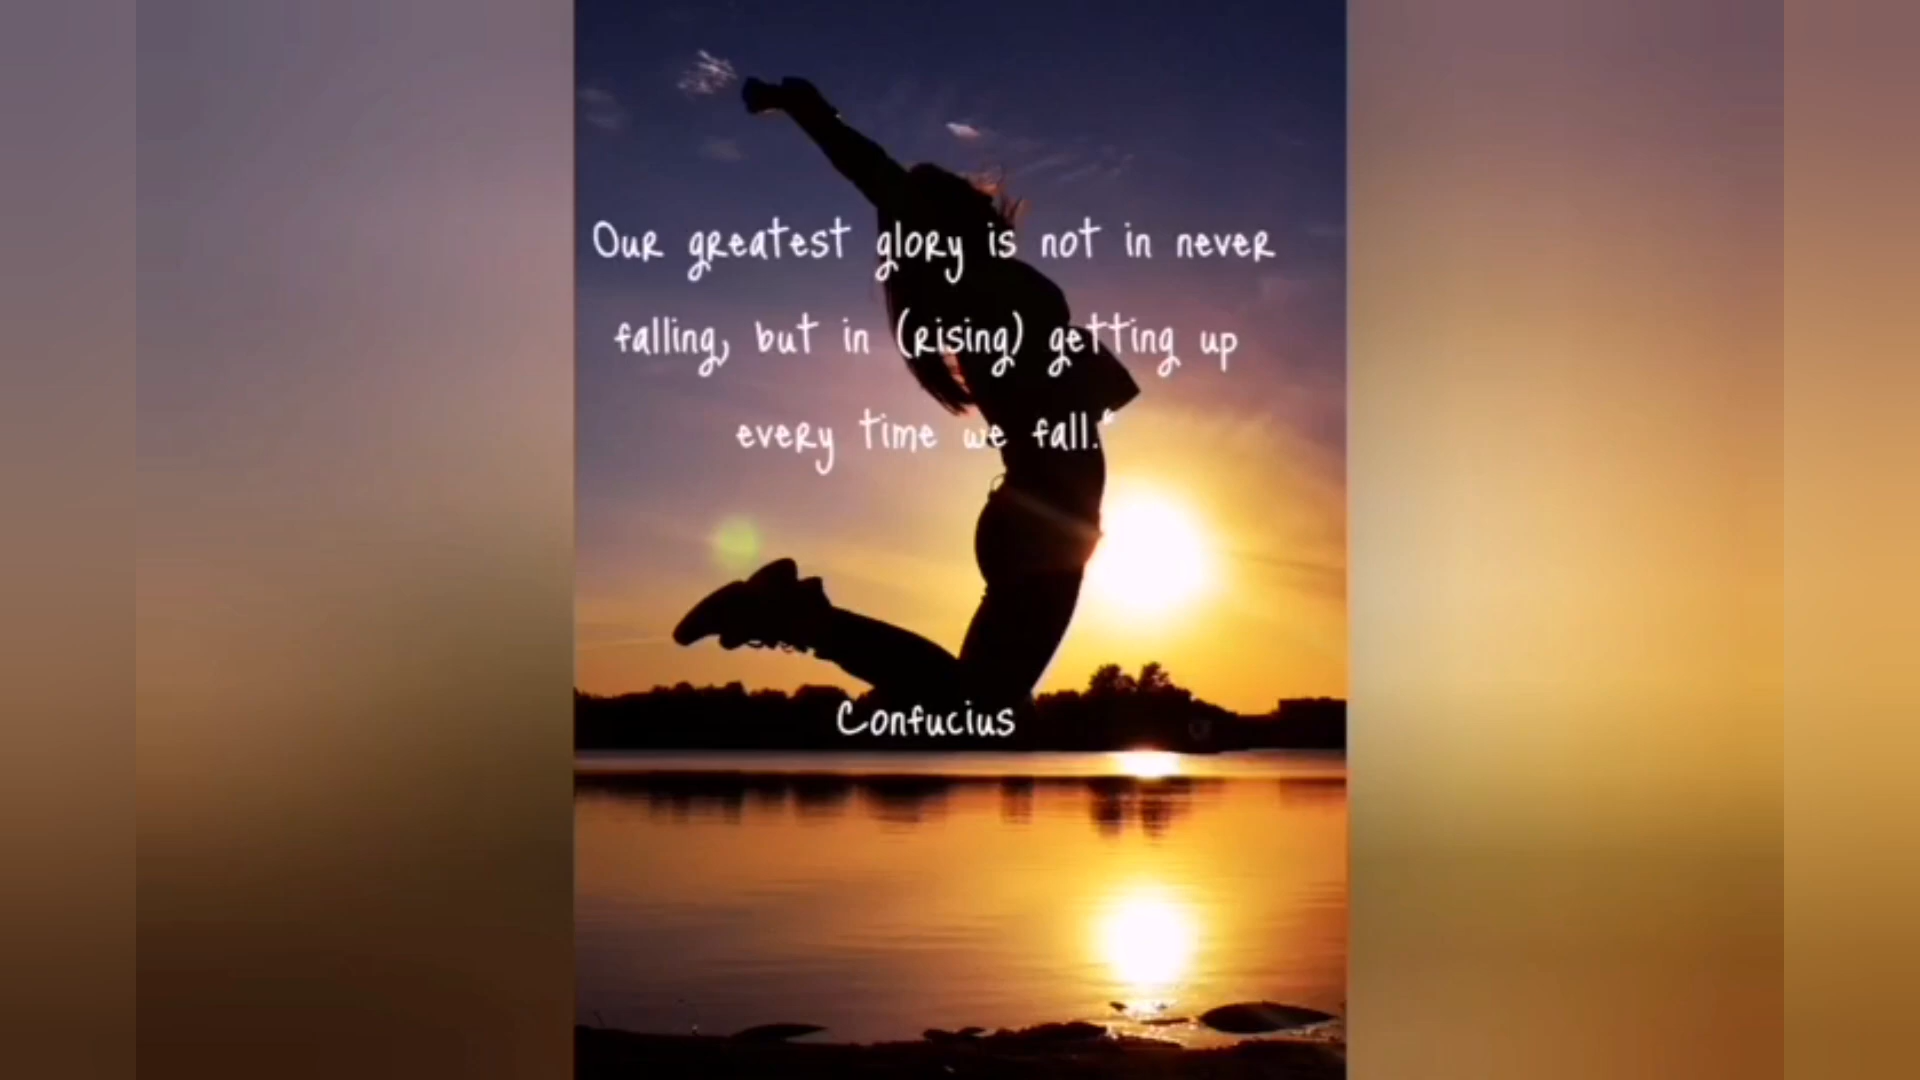 Our greatest glory is not in never
falling, but in (rising) getting up
every time we fall."
Confucius